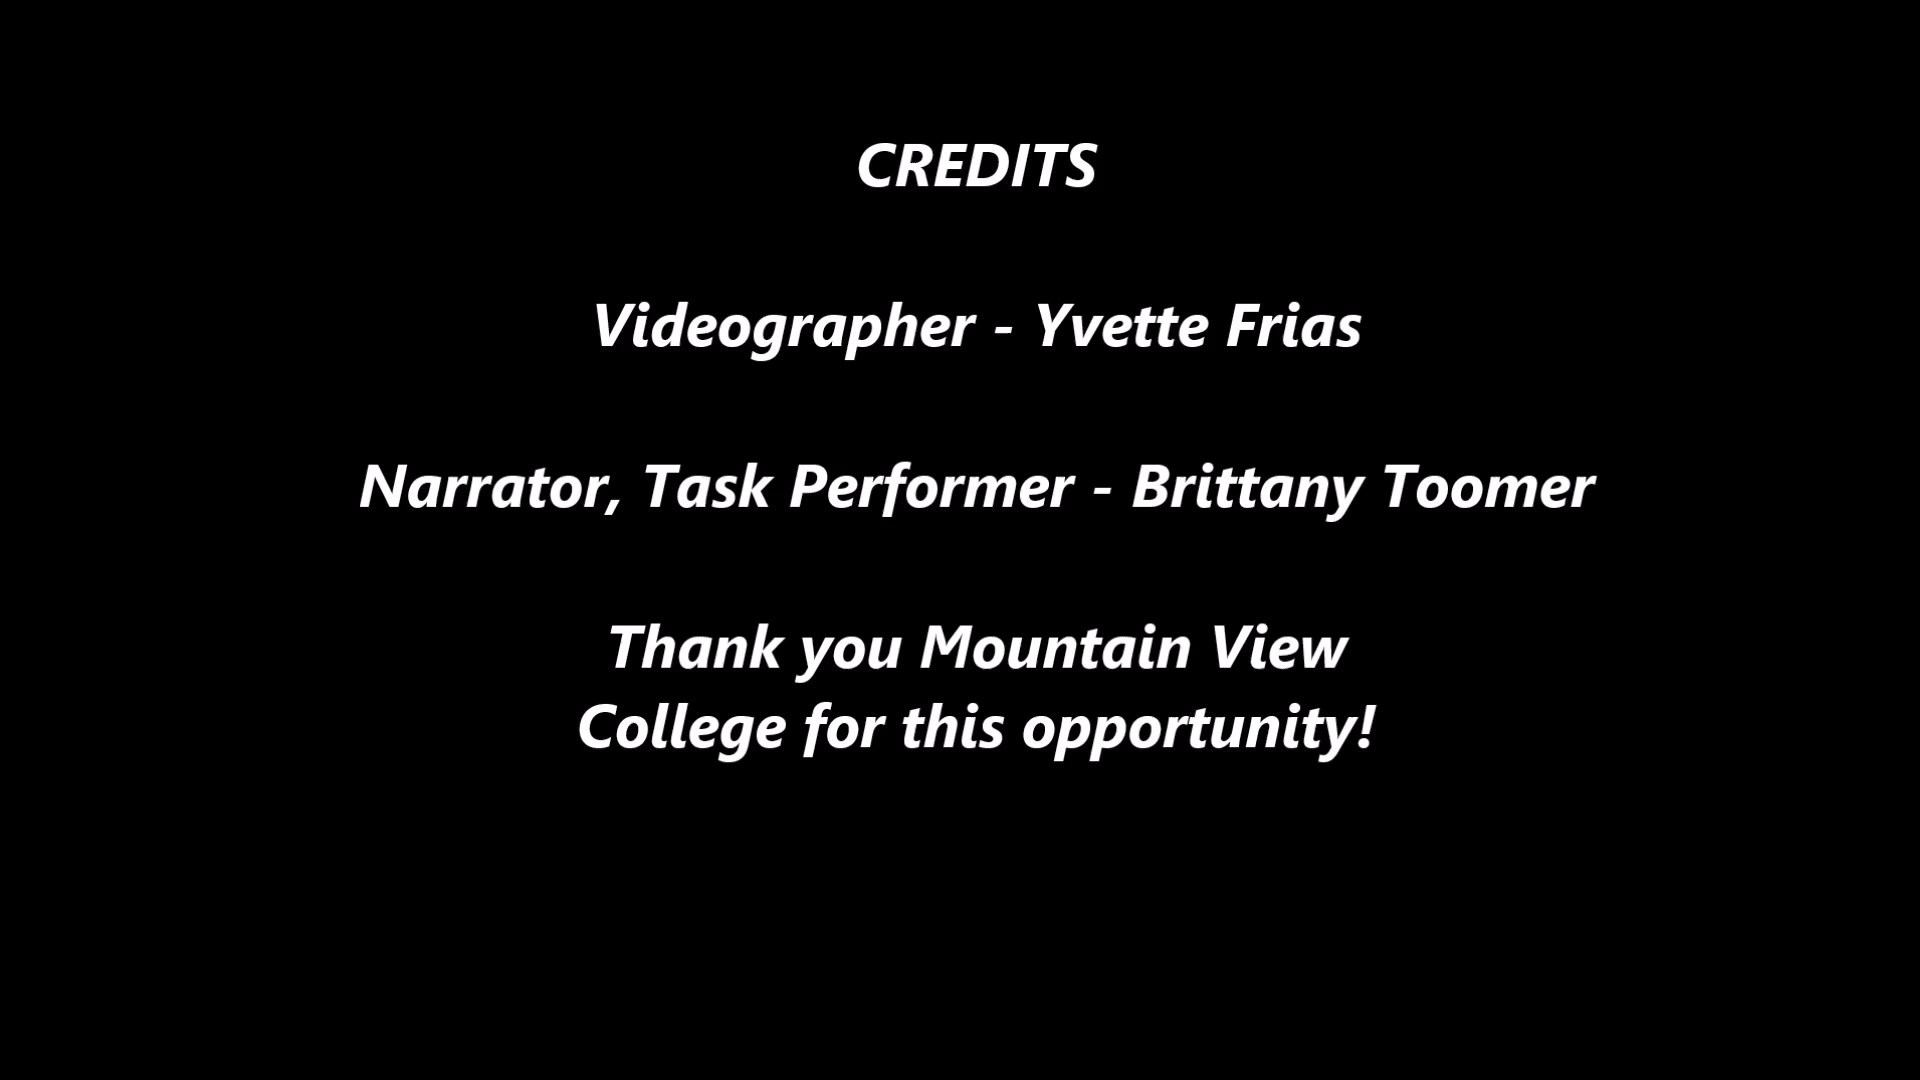 CREDITS
Videographer - Yvette Frias
Narrator, Task Performer - Brittany Toomer
Thank you Mountain View
College for this opportunity!